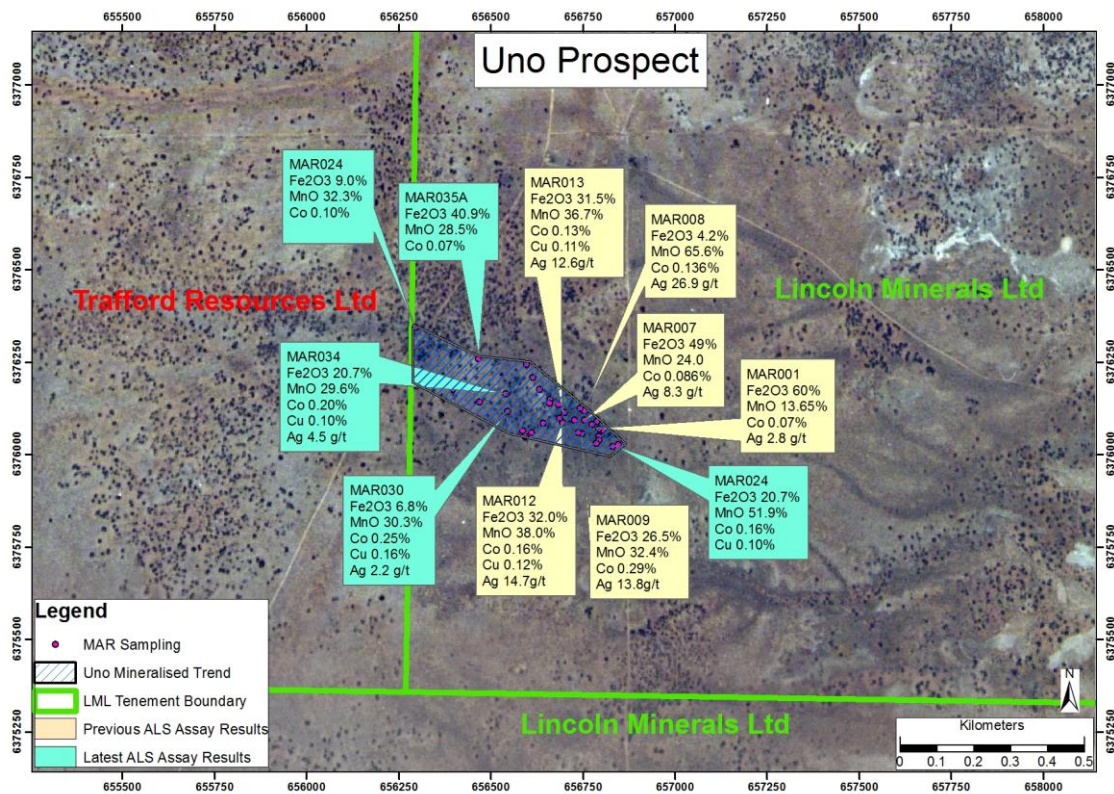 655500 655750 656000 656250 656500 656750 657000 657250 657500 657750 658000
Uno Prospect
6377000
6376750
6376500
6376250
6376000
6375750
6375500
6375250
6377000
6376750
6376500
6376250
6376000
6375750
6375500
6375250
MAR024
Fe2O3 9.0%
MnO 32.3%
Co 0.10%
MAR035A
Fe2O3 40.9%
MnO 28.5%
Co 0.07%
MAR013
Fe2O3 31.5%
MnO 36.7%
Co 0.13%
Cu 0.11%
Ag 12.6g/t
MAR008
Fe2O3 4.2%
MnO 65.6%
Co 0.136%
Ag 26.9 g/t
Trafford Resources Ltd
Lincoln Minerals Ltd
MAR034
Fe2O3 20.7%
MnO 29.6%
Co 0.20%
Cu 0.10%
Ag 4.5 g/t
MAR007
Fe2O3 49%
MnO 24.0
Co 0.086%
Ag 8.3 g/t
MAR001
Fe2O3 60%
MnO 13.65%
Co 0.07%
Ag 2.8 g/t
MAR030
Fe2O3 6.8%
MnO 30.3%
Co 0.25%
Cu 0.16%
Ag 2.2 g/t
MAR012
Fe2O3 32.0%
MnO 38.0%
Co 0.16%
Cu 0.12%
Ag 14.7g/t
MAR009
Fe2O3 26.5%
MnO 32.4%
Co 0.29%
Ag 13.8g/t
MAR024
Fe2O3 20.7%
MnO 51.9%
Co 0.16%
Cu 0.10%
Legend
MAR Sampling
Uno Mineralised Trend
LML Tenement Boundary
Previous ALS Assay Results
Latest ALS Assay Results
Lincoln Minerals Ltd
N
Kilometers
0 0.1 0.2 0.3 0.4 0.5
655500 655750 656000 656250 656500 656750 657000 657250 657500 657750 658000